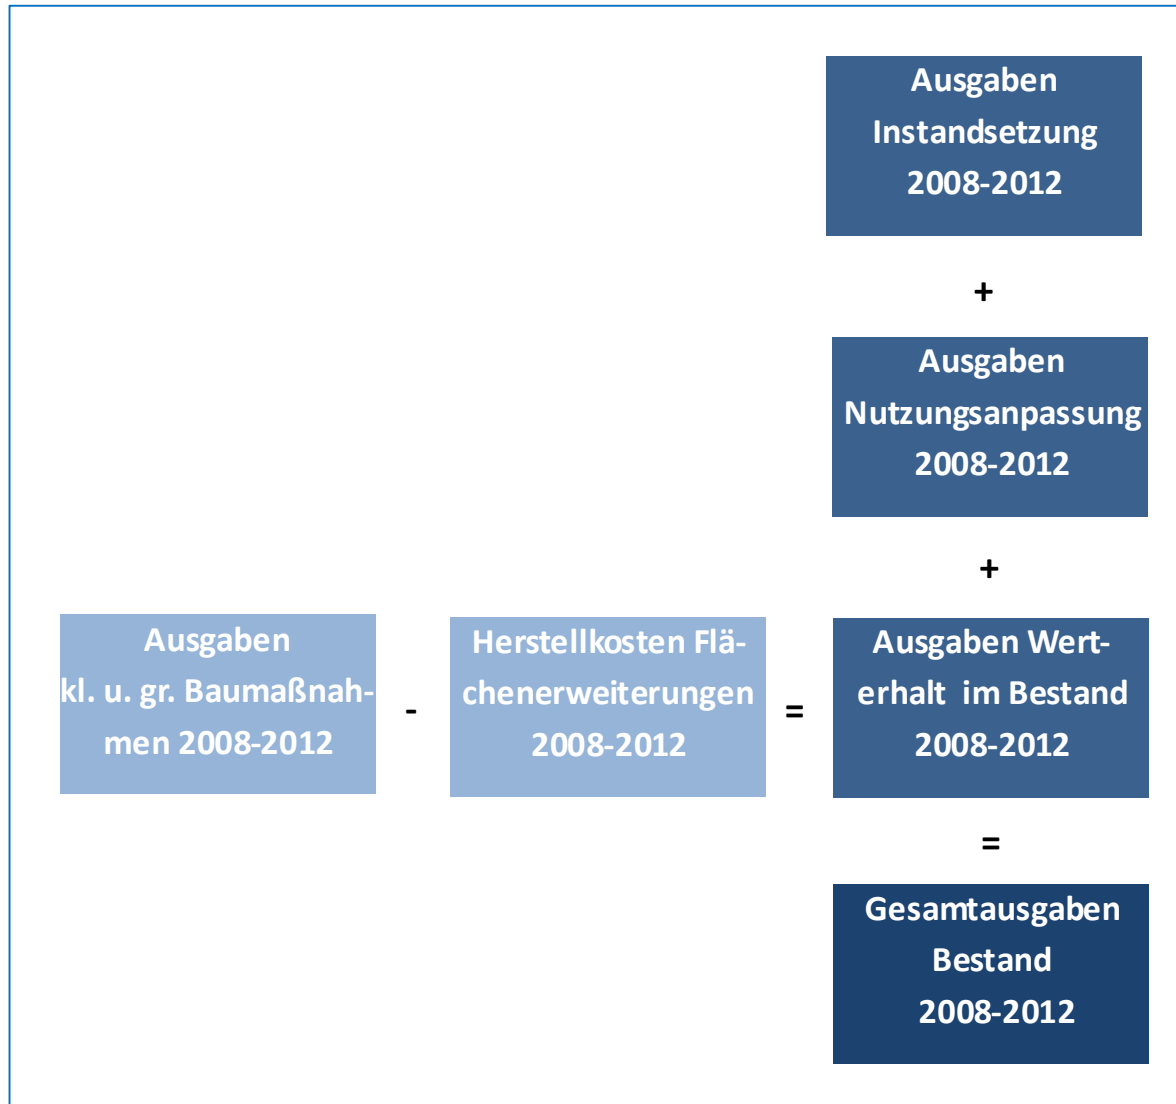 Ausgaben
Instandsetzung
2008-2012
+
Ausgaben
Nutzungsanpassung
2008-2012
+
Ausgaben
kl. u. gr. Baumaßnah-
men 2008-2012
-
Herstellkosten Flä-
chenerweiterungen
2008-2012
=
Ausgaben Wert-
erhalt im Bestand
2008-2012
=
Gesamtausgaben
Bestand
2008-2012